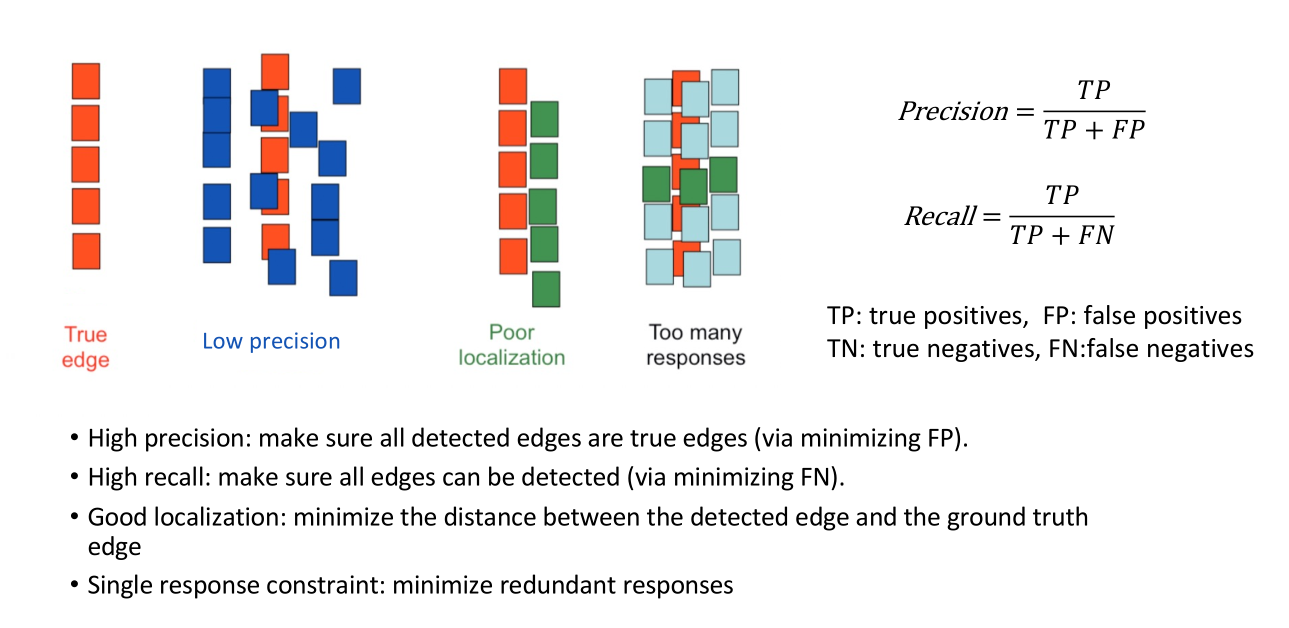 True
edge
Low precision
Poor
localization
Too many
responses
Precision = TP / (TP + FP)
Recall = TP / (TP + FN)
TP: true positives, FP: false positives
TN: true negatives, FN:false negatives
• High precision: make sure all detected edges are true edges (via minimizing FP).
• High recall: make sure all edges can be detected (via minimizing FN).
• Good localization: minimize the distance between the detected edge and the ground truth
edge
• Single response constraint: minimize redundant responses